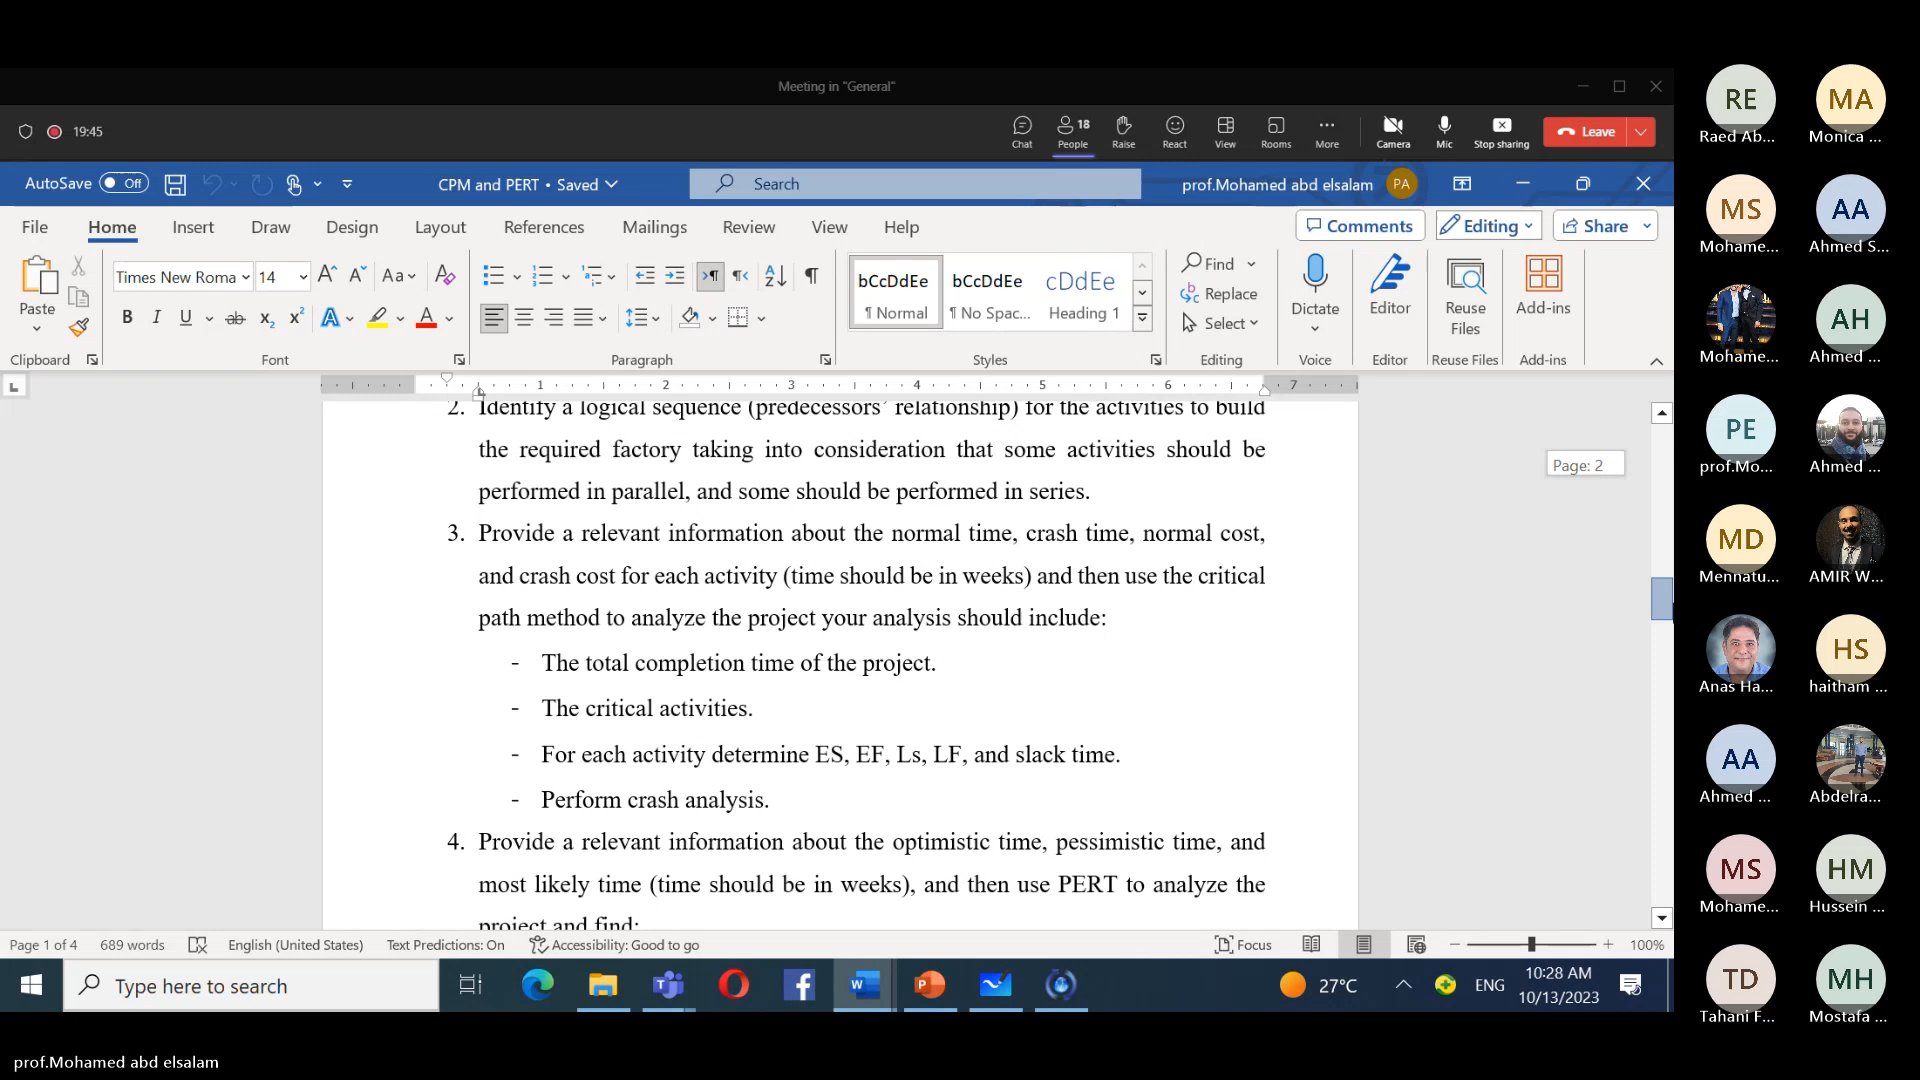 Meeting in "General"
19:45
Chat
18
People
Raise
React
View
Rooms
More
Camera
Mic
Stop sharing
Leave
AutoSave Off
CPM and PERT • Saved
Search
prof.Mohamed abd elsalam
PA
File Home Insert Draw Design Layout References Mailings Review View Help
Comments
Editing
Share
Paste
Clipboard
Times New Roma
14
Font
Paragraph
bCcDdEe
¶ Normal
bCcDdEe
¶ No Spac...
cDdEe
Heading 1
Styles
Find
Replace
Select
Editing
Dictate
Voice
Editor
Editor
Reuse
Files
Reuse Files
Add-ins
Add-ins
1 2 3 4 5 6 7
2. Identify a logical sequence (predecessors' relationship) for the activities to build
the required factory taking into consideration that some activities should be
performed in parallel, and some should be performed in series.
3. Provide a relevant information about the normal time, crash time, normal cost,
and crash cost for each activity (time should be in weeks) and then use the critical
path method to analyze the project your analysis should include:
- The total completion time of the project.
- The critical activities.
- For each activity determine ES, EF, Ls, LF, and slack time.
- Perform crash analysis.
4. Provide a relevant information about the optimistic time, pessimistic time, and
most likely time (time should be in weeks), and then use PERT to analyze the
project and find:
Page: 2
Page 1 of 4
689 words
English (United States)
Text Predictions: On
Accessibility: Good to go
Focus
100%
Type here to search
27°C
ENG
10:28 AM
10/13/2023
prof.Mohamed abd elsalam
RE
Raed Ab...
MA
Monica ...
MS
Mohame...
AA
Ahmed S...
Mohame...
AH
Ahmed ...
PE
prof.Mo...
Ahmed ...
MD
Mennatu...
AMIR W...
Anas Ha...
HS
haitham ...
AA
Ahmed ...
Abdelra...
MS
Mohame...
HM
Hussein ...
TD
Tahani F...
MH
Mostafa ...